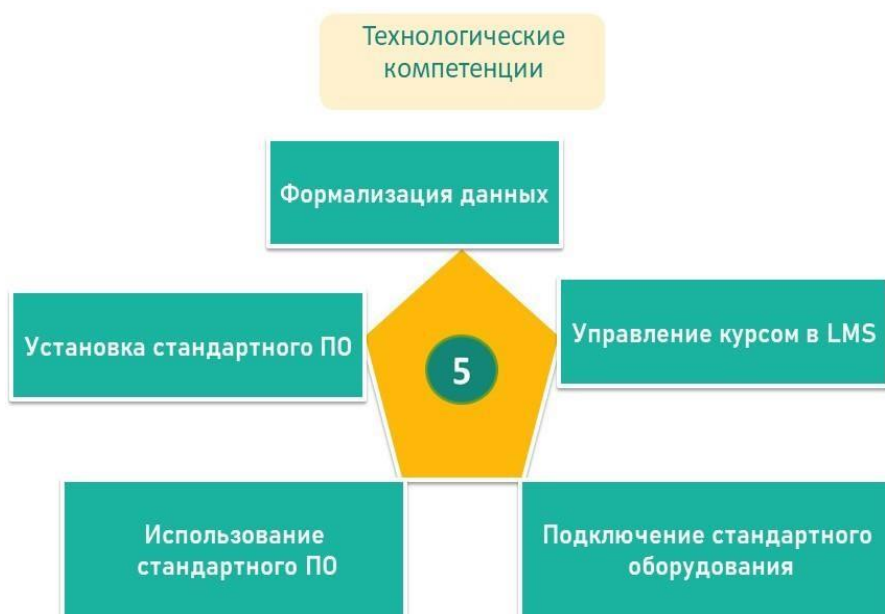 Технологические
компетенции
Формализация данных
Установка стандартного ПО
Управление курсом в LMS
5
Использование
стандартного ПО
Подключение стандартного
оборудования